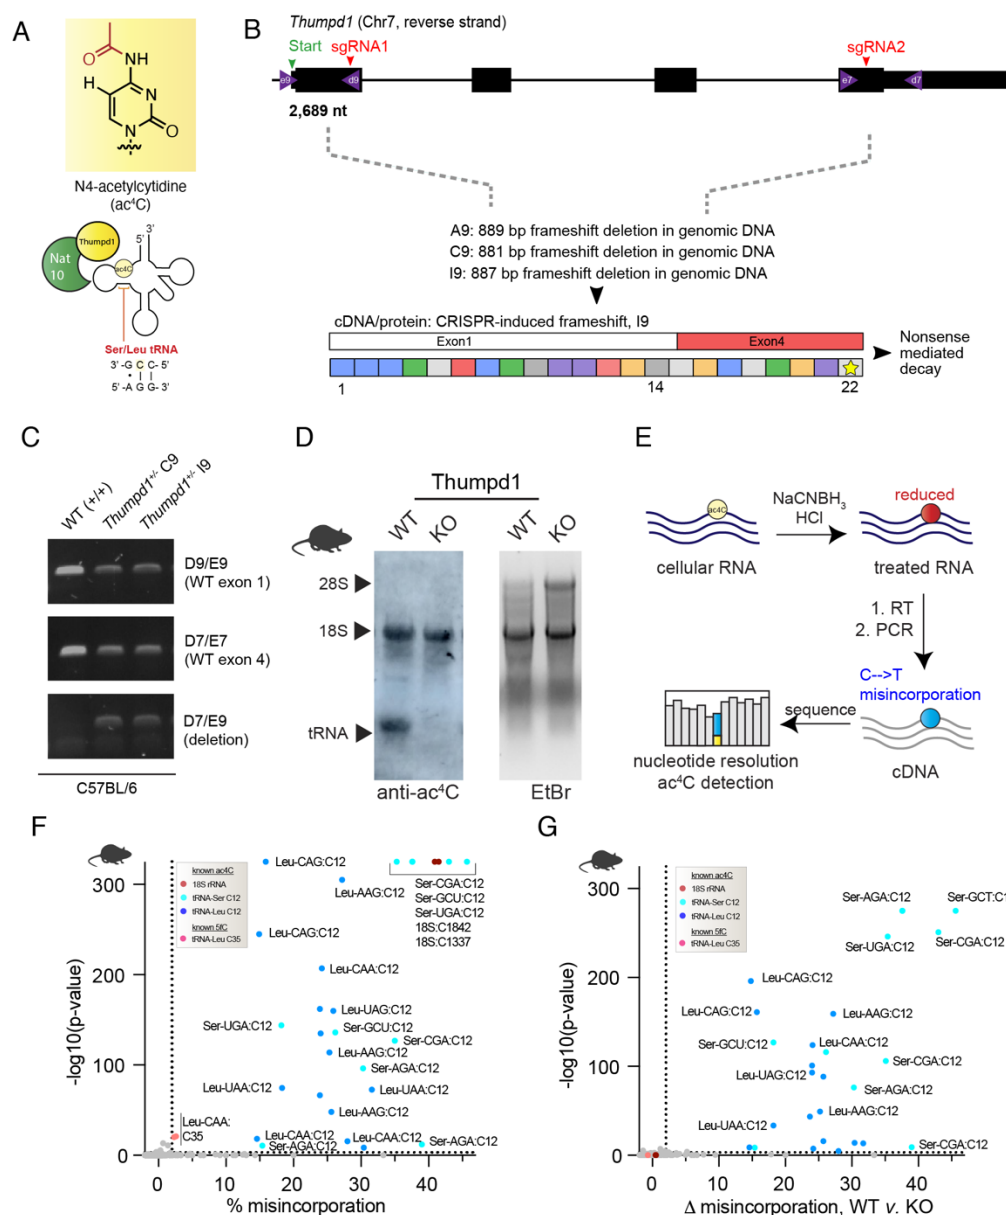 A
N4-acetylcytidine
(ac⁴C)
Thumpd1
Nat
10
ac4C
5'
3'
Ser/Leu tRNA
3' -G C C- 5'
5' -A G G- 3'
B
Thumpd1 (Chr7, reverse strand)
Start
sgRNA1
sgRNA2
e9
d9
e7
d7
2,689 nt
A9: 889 bp frameshift deletion in genomic DNA
C9: 881 bp frameshift deletion in genomic DNA
I9: 887 bp frameshift deletion in genomic DNA
cDNA/protein: CRISPR-induced frameshift, I9
Exon1
Exon4
1
14
22
Nonsense
mediated
decay
C
WT (+/+)
Thumpd1+/- C9
Thumpd1+/- I9
D9/E9
(WT exon 1)
D7/E7
(WT exon 4)
D7/E9
(deletion)
C57BL/6
D
Thumpd1
WT
KO
WT
KO
28S
18S
tRNA
anti-ac⁴C
EtBr
E
ac4C
NaCNBH₃
HCl
reduced
cellular RNA
treated RNA
1. RT
2. PCR
C-->T
misincorporation
sequence
cDNA
nucleotide resolution
ac⁴C detection
F
known ac4C
18S rRNA
tRNA-Ser C12
tRNA-Leu C12
known 5fC
tRNA-Leu C35
Leu-CAG:C12
Leu-AAG:C12
Ser-CGA:C12
Ser-GCU:C12
Ser-UGA:C12
18S:C1842
18S:C1337
Leu-CAG:C12
Leu-CAA:C12
Leu-UAG:C12
Ser-UGA:C12
Ser-GCU:C12
Ser-CGA:C12
Leu-AAG:C12
Ser-AGA:C12
Leu-UAA:C12
Leu-UAA:C12
Leu-AAG:C12
Leu-CAA:
C35
Leu-CAA:C12
Leu-CAA:C12
Ser-AGA:C12
Ser-AGA:C12
-log10(p-value)
300
200
100
0
0
10
20
30
40
% misincorporation
G
known ac4C
18S rRNA
tRNA-Ser C12
tRNA-Leu C12
known 5fC
tRNA-Leu C35
Ser-AGA:C12
Ser-GCT:C12
Ser-UGA:C12
Ser-CGA:C12
Leu-CAG:C12
Leu-CAG:C12
Leu-AAG:C12
Ser-GCU:C12
Leu-CAA:C12
Ser-CGA:C12
Leu-UAG:C12
Ser-AGA:C12
Leu-AAG:C12
Leu-UAA:C12
Ser-CGA:C12
-log10(p-value)
300
200
100
0
0
10
20
30
40
Δ misincorporation, WT v. KO